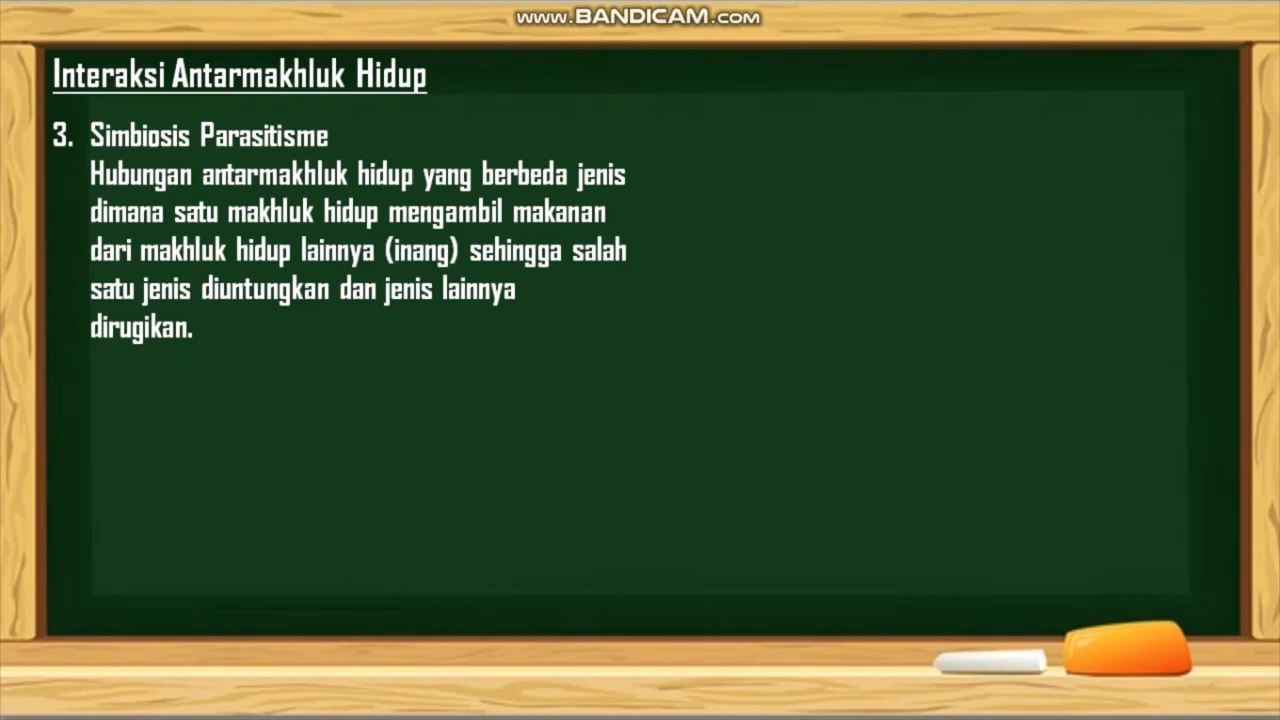 www.BANDICAM.com
Interaksi Antarmakhluk Hidup
3. Simbiosis Parasitisme
Hubungan antarmakhluk hidup yang berbeda jenis
dimana satu makhluk hidup mengambil makanan
dari makhluk hidup lainnya (inang) sehingga salah
satu jenis diuntungkan dan jenis lainnya
dirugikan.